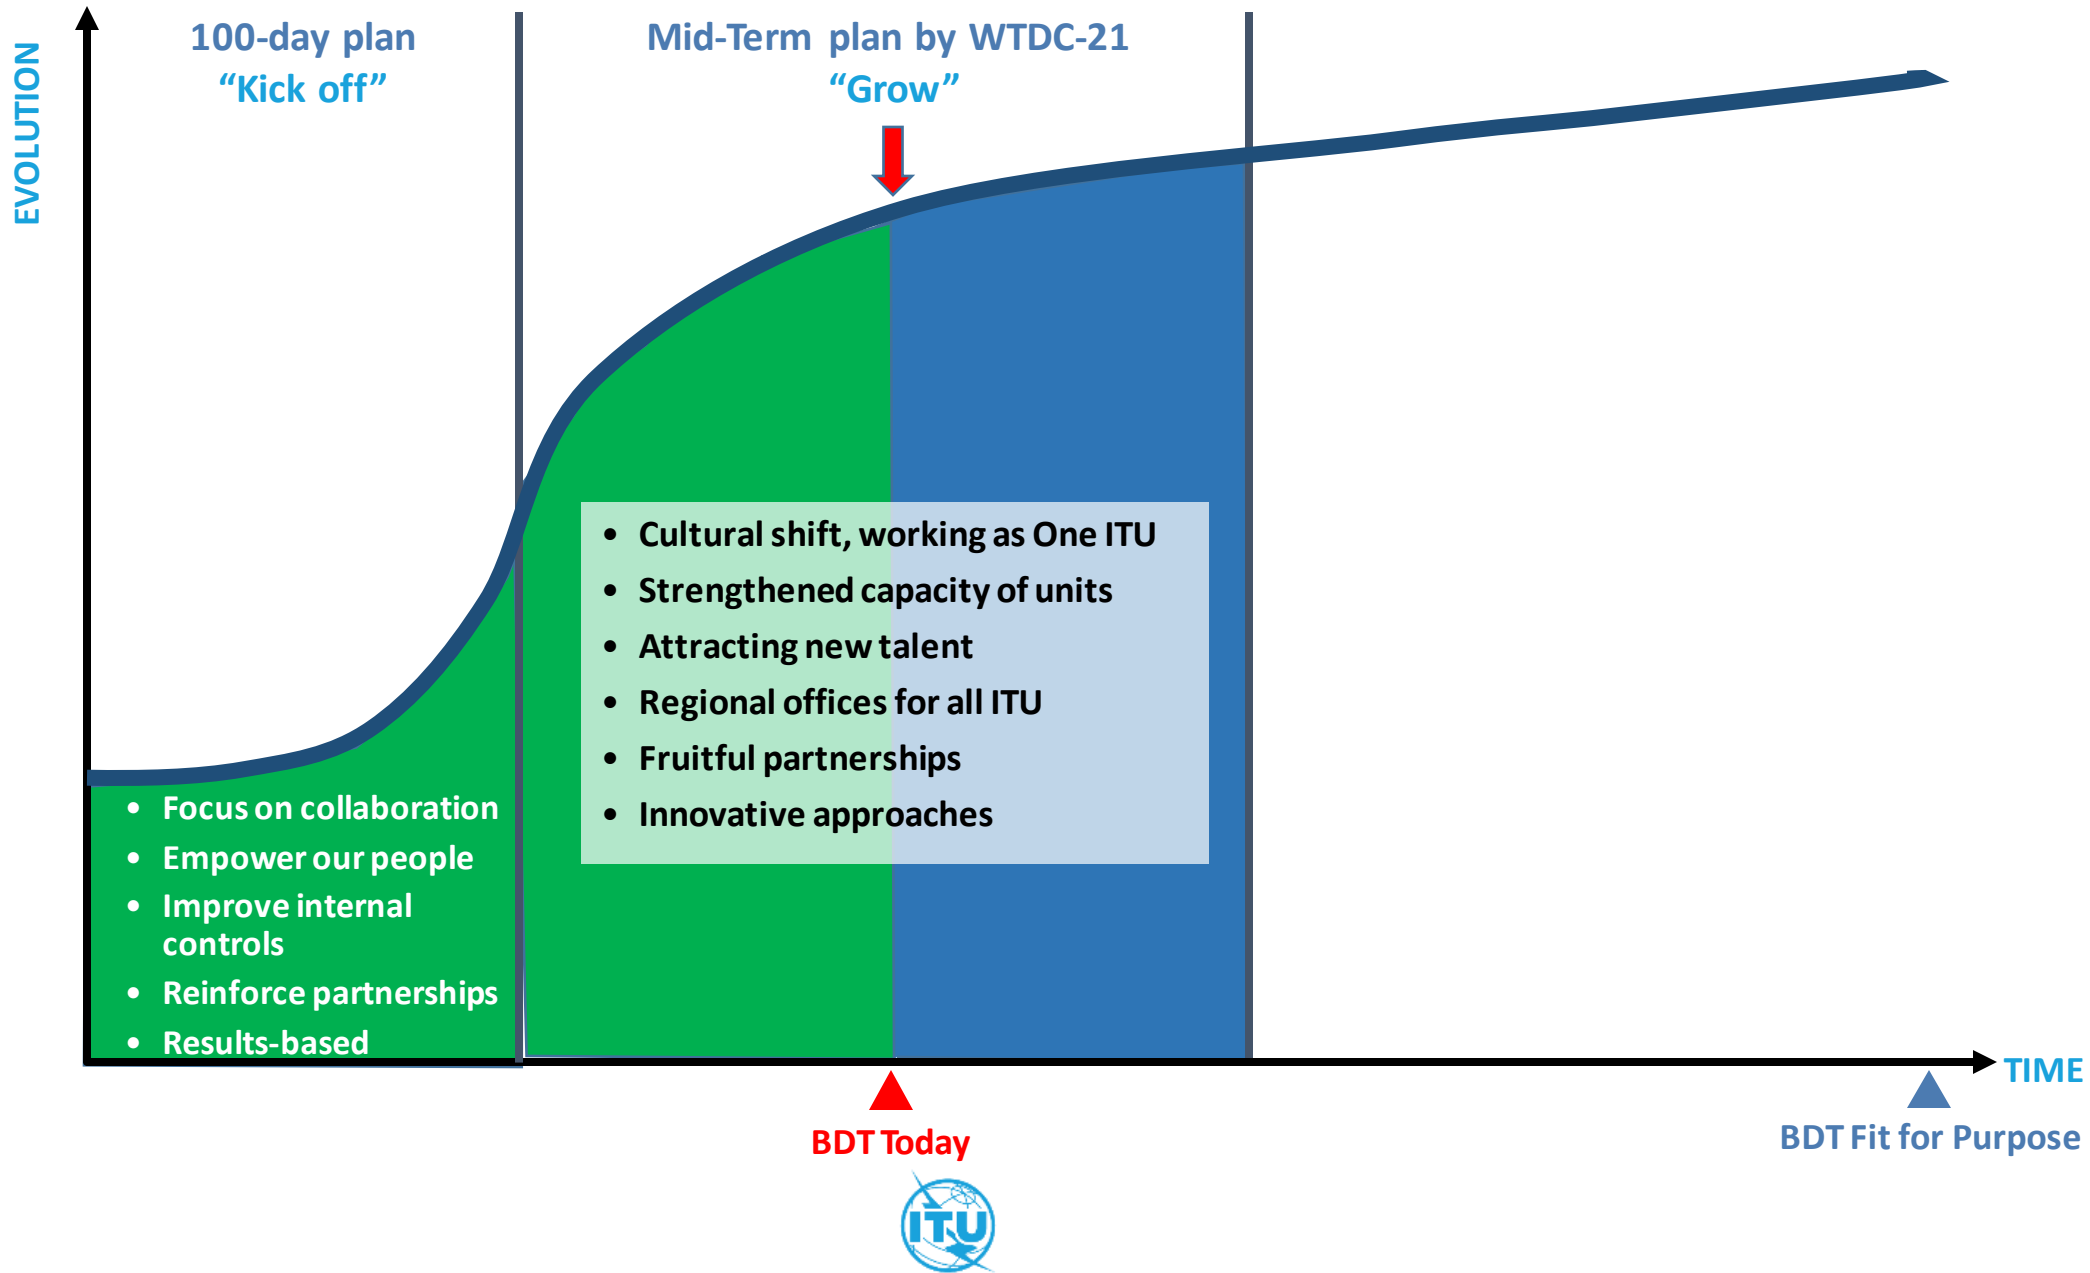 EVOLUTION
100-day plan
“Kick off”
Mid-Term plan by WTDC-21
“Grow”
• Cultural shift, working as One ITU
• Strengthened capacity of units
• Attracting new talent
• Regional offices for all ITU
• Fruitful partnerships
• Innovative approaches
• Focus on collaboration
• Empower our people
• Improve internal
controls
• Reinforce partnerships
• Results-based
TIME
BDT Today
BDT Fit for Purpose
ITU